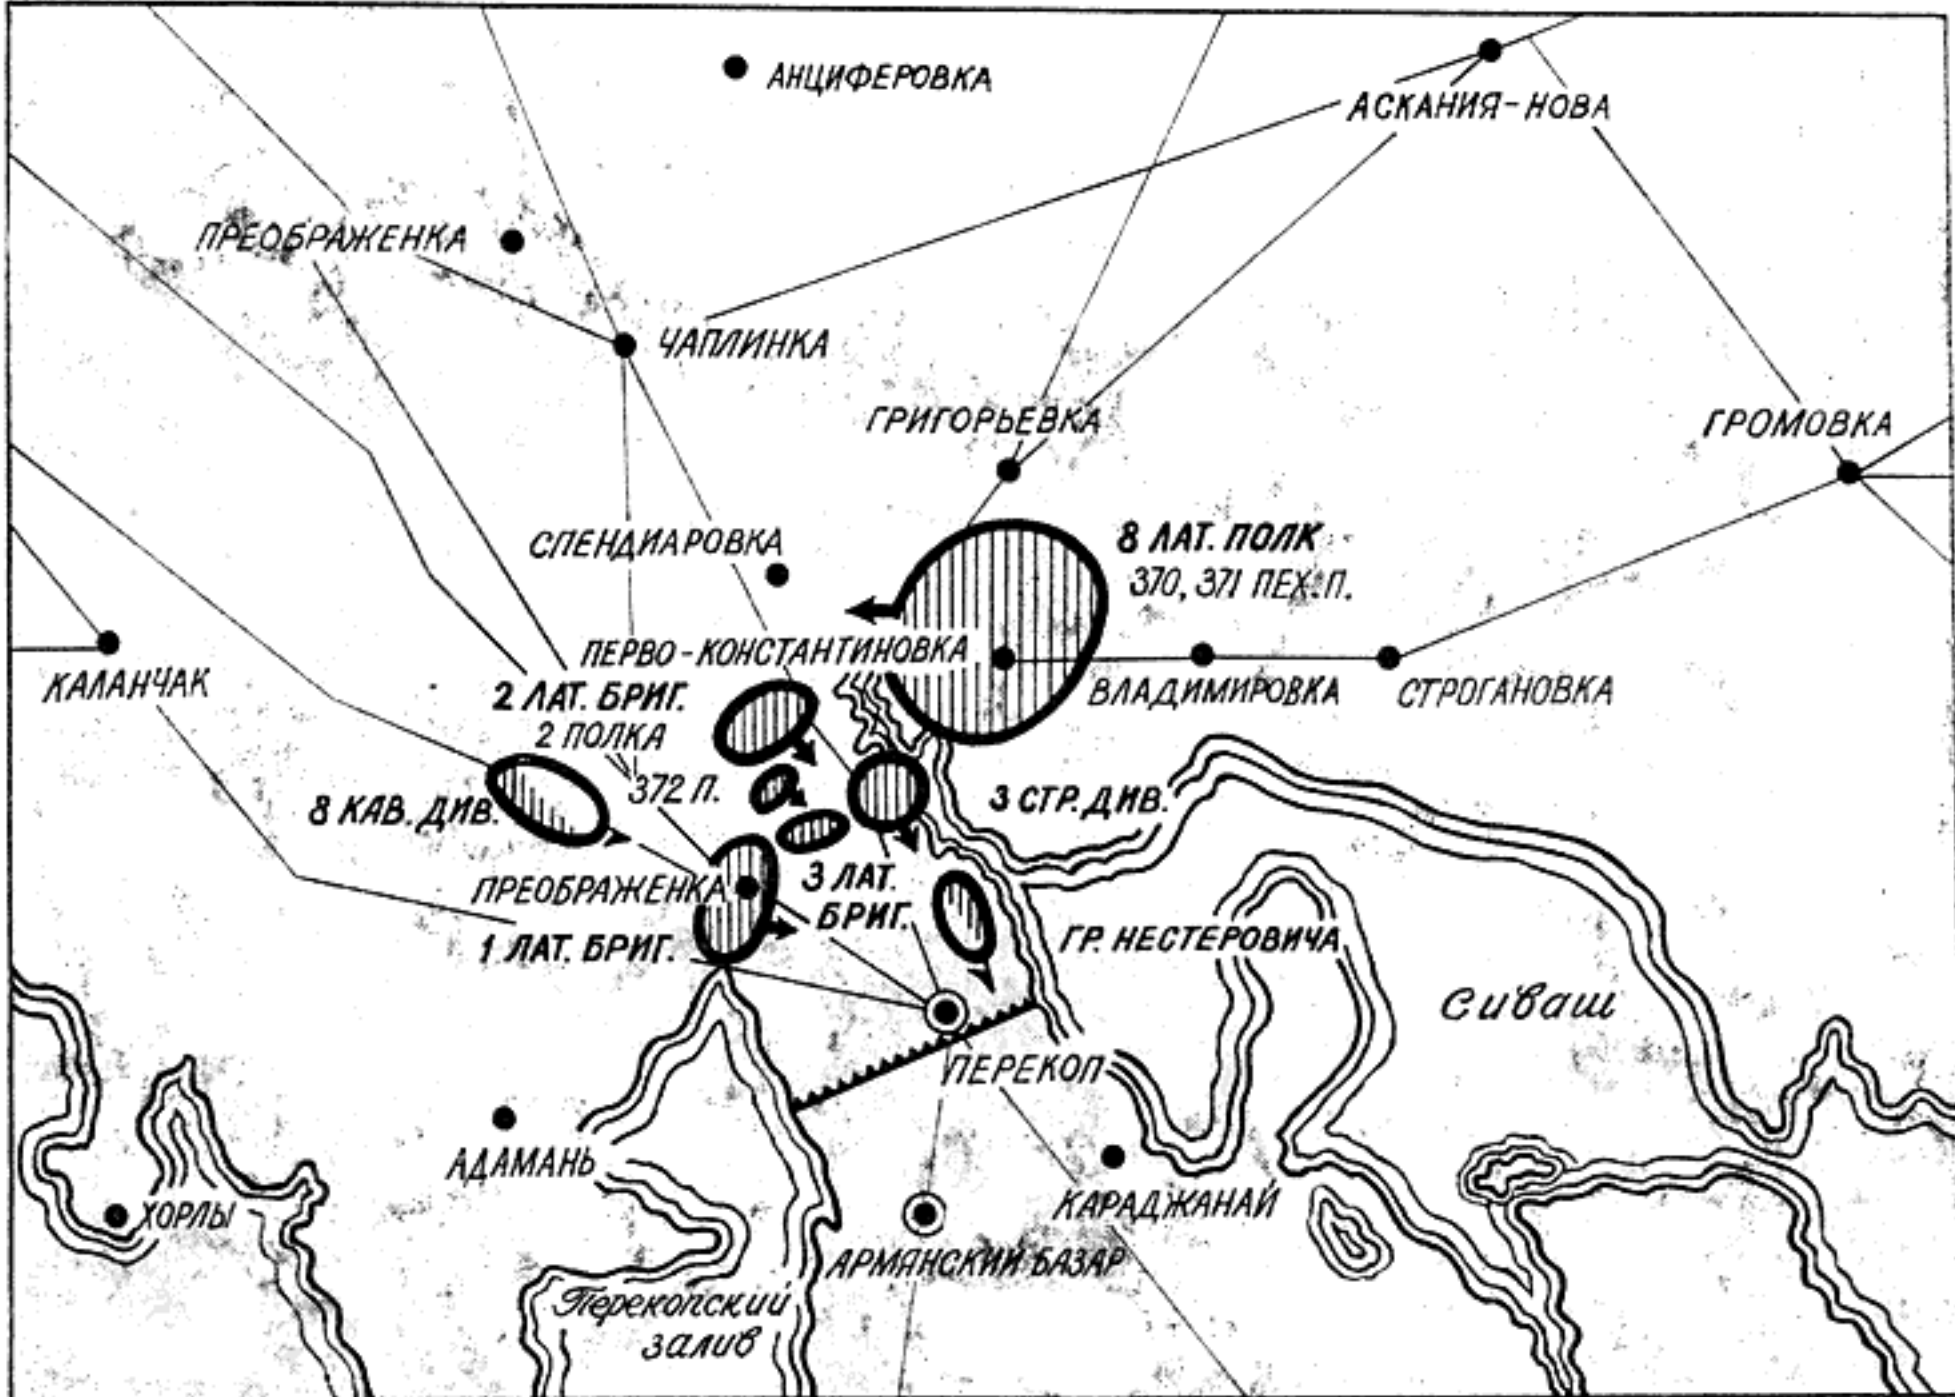 АНЦИФЕРОВКА
АСКАНИЯ-НОВА
ПРЕОБРАЖЕНКА
ЧАПЛИНКА
ГРИГОРЬЕВКА
ГРОМОВКА
СПЕНДИАРОВКА
8 ЛАТ. ПОЛК
370, 371 ПЕХ.П.
ПЕРВО-КОНСТАНТИНОВКА
КАЛАНЧАК
2 ЛАТ. БРИГ.
2 ПОЛКА
ВЛАДИМИРОВКА
СТРОГАНОВКА
372 П.
8 КАВ. ДИВ.
3 СТР. ДИВ.
ПРЕОБРАЖЕНКА
3 ЛАТ.
БРИГ.
1 ЛАТ. БРИГ.
ГР. НЕСТЕРОВИЧА
Сиваш
ПЕРЕКОП
АДАМАНЬ
ХОРЛЫ
КАРАДЖАНАЙ
АРМЯНСКИЙ БАЗАР
Перекопский
залив